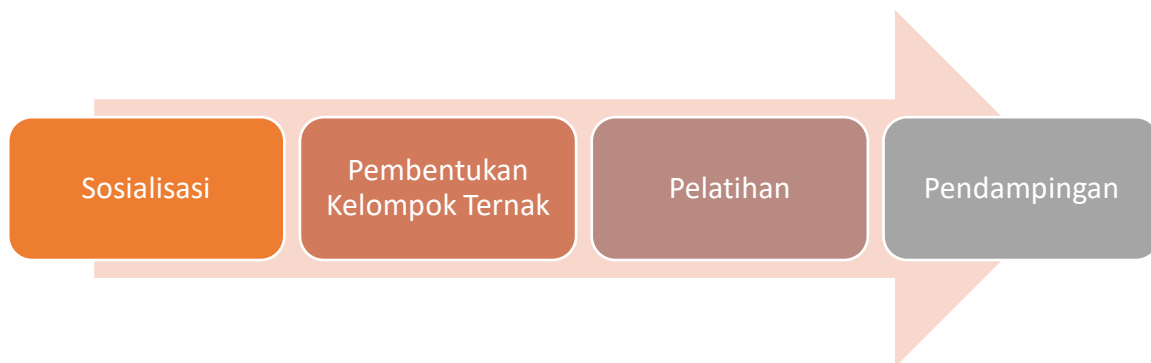 Sosialisasi
Pembentukan
Kelompok Ternak
Pelatihan
Pendampingan